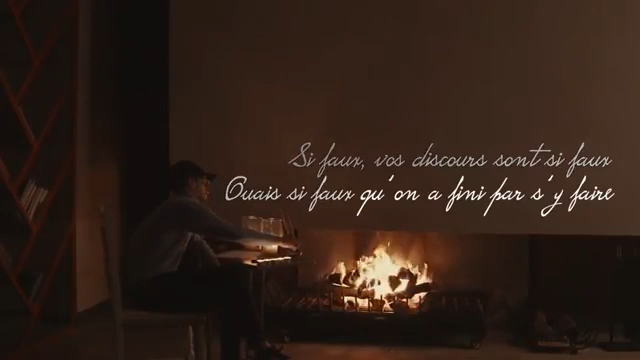 Si faux, vos discours sont si faux
Ouais si faux qu'on a fini par s'y faire